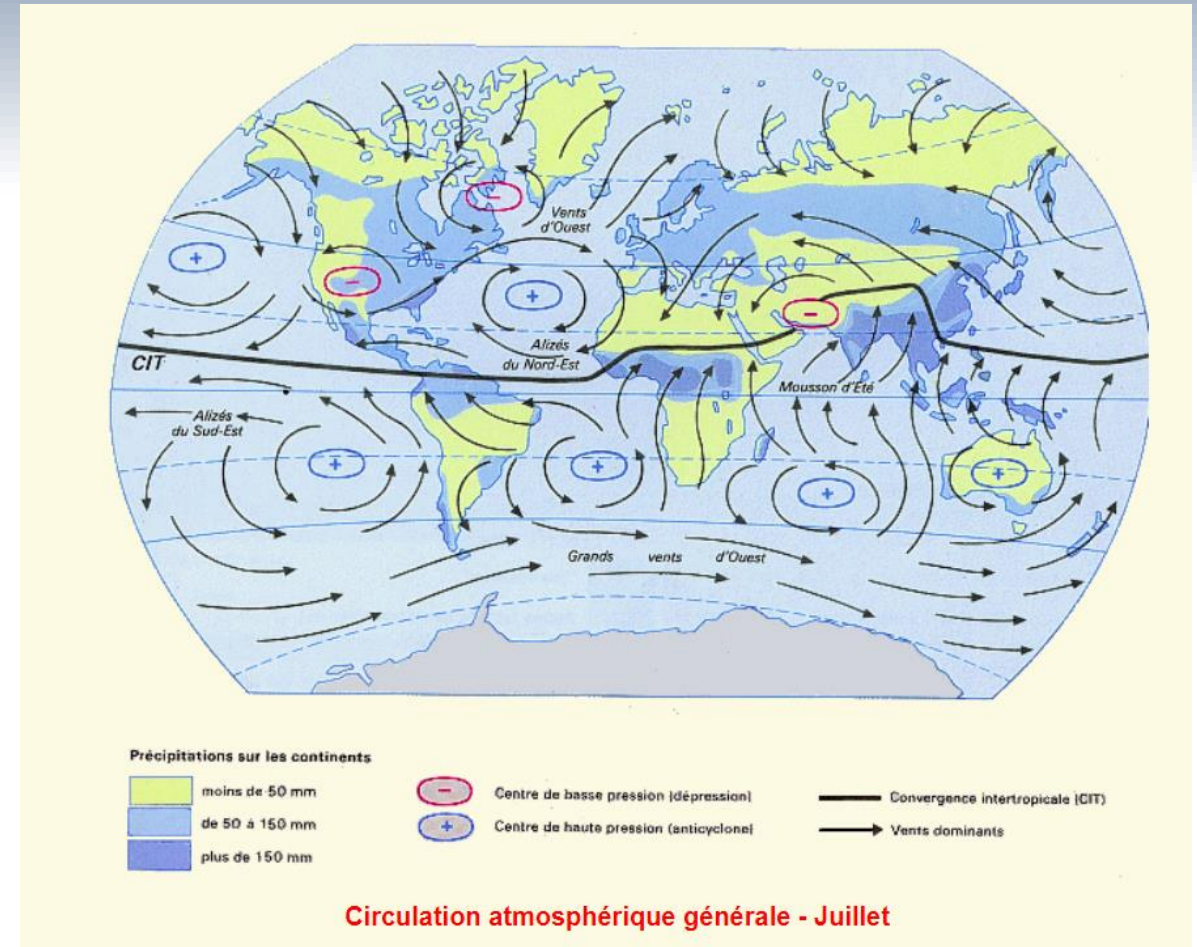 Vents
d'Ouest
Alizés
du Nord-Est
CIT
Mousson d'Été
Alizés
du Sud-Est
Grands vents d'Ouest
Précipitations sur les continents
moins de 50 mm
de 50 à 150 mm
plus de 150 mm
Centre de basse pression (dépression)
Centre de haute pression (anticyclone)
Convergence intertropicale (CIT)
Vents dominants
Circulation atmosphérique générale - Juillet